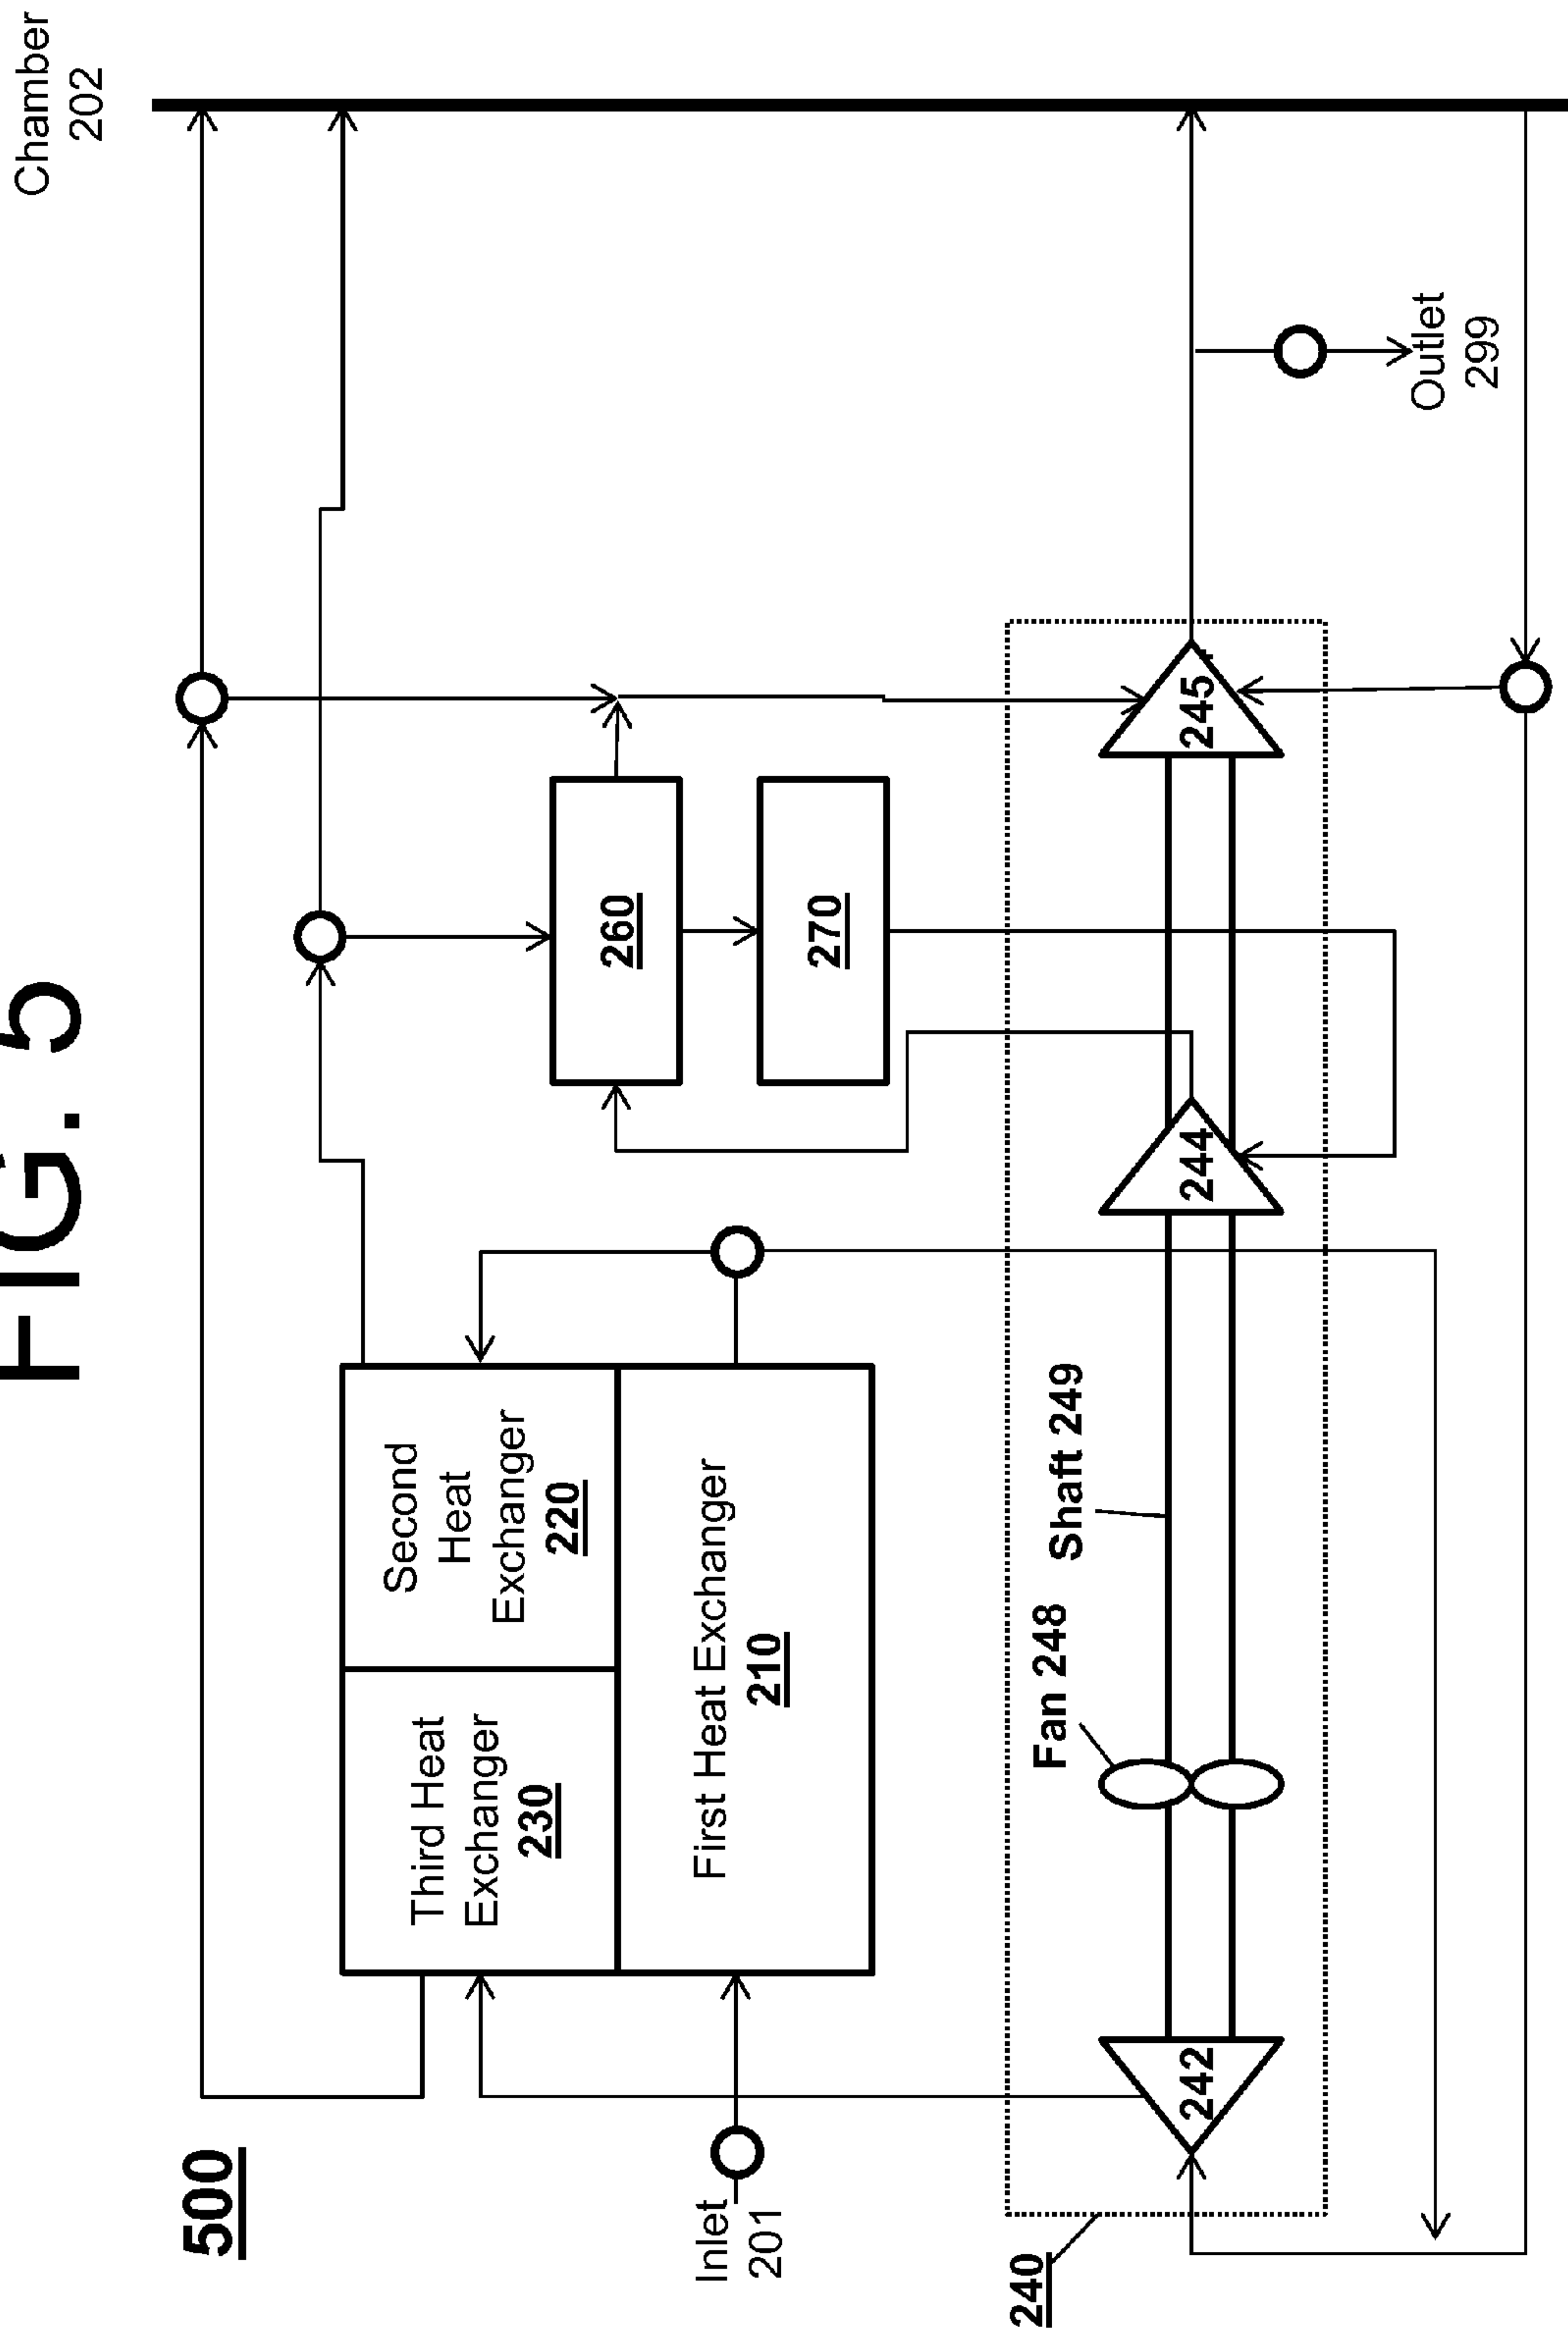 FIG. 5
Chamber
202
500
Third Heat
Exchanger
230
Second
Heat
Exchanger
220
First Heat Exchanger
210
260
270
Inlet
201
240
Fan 248
Shaft 249
242
244
245
Outlet
299